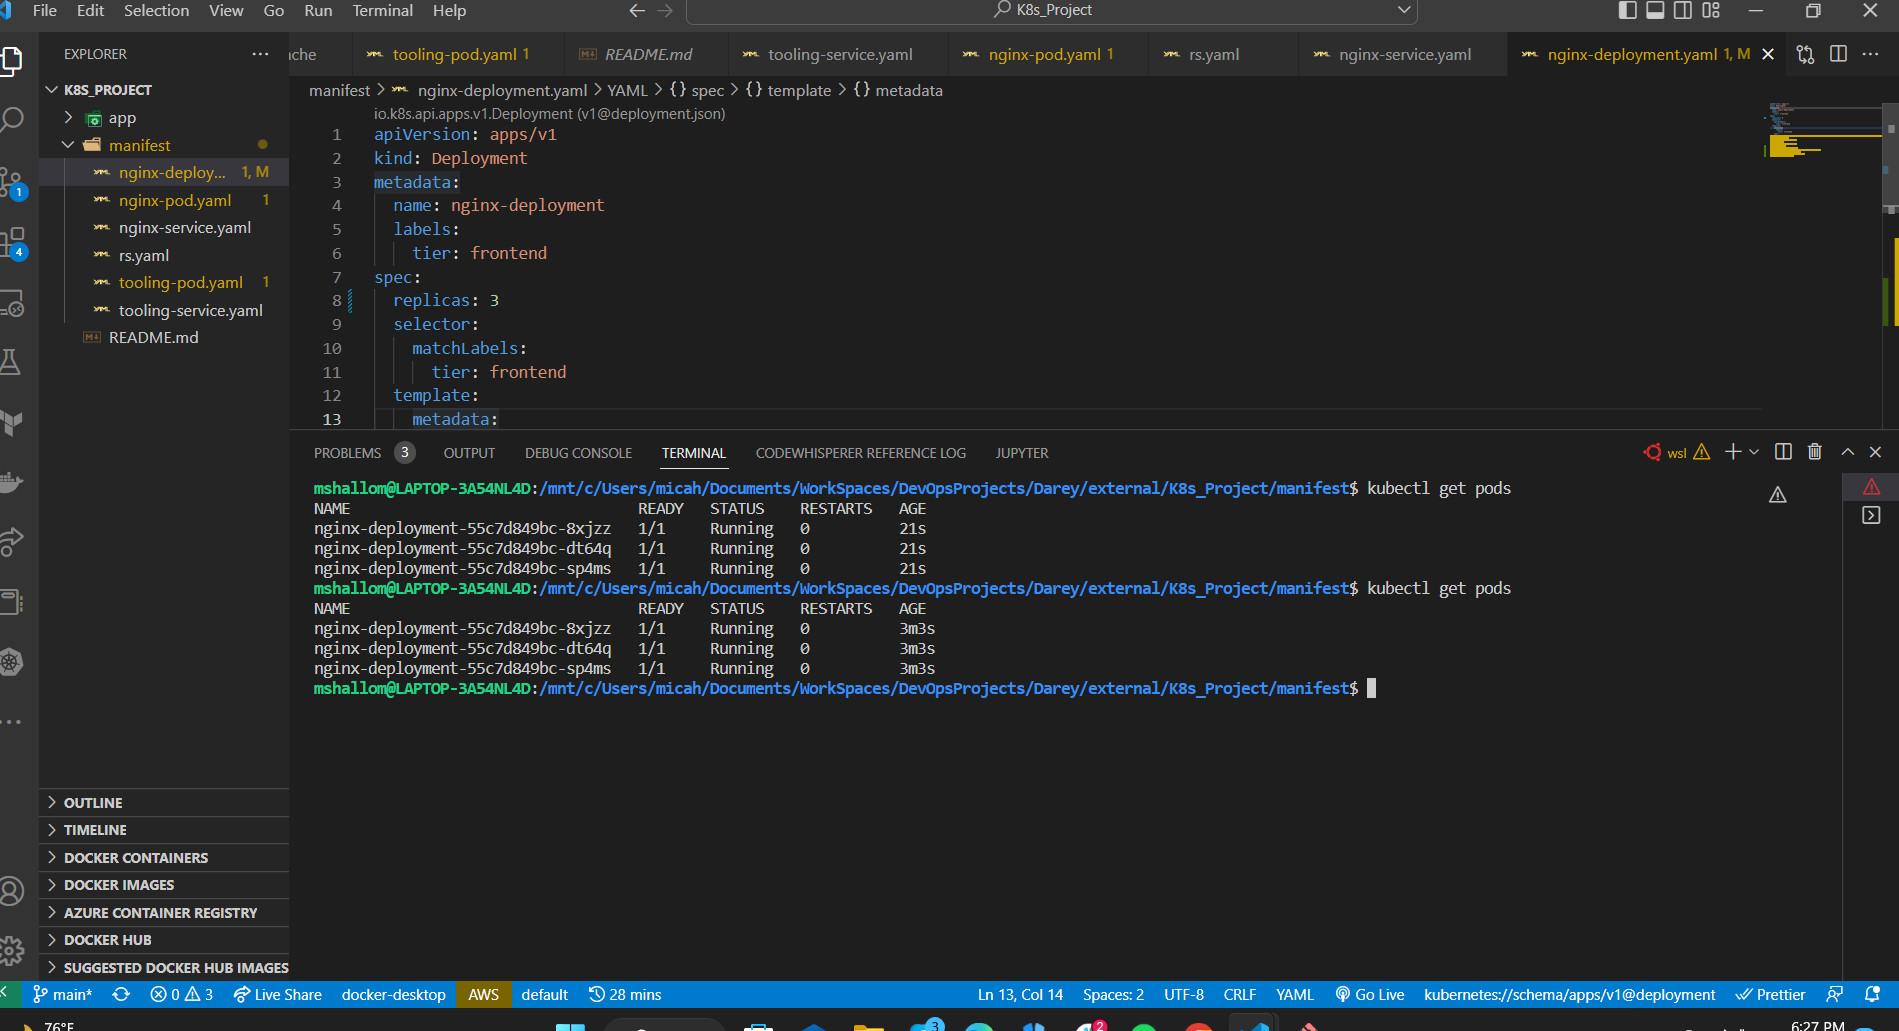 File Edit Selection View Go Run Terminal Help K8s_Project
EXPLORER
K8S_PROJECT
app
manifest
nginx-deploy... 1, M
nginx-pod.yaml 1
nginx-service.yaml
rs.yaml
tooling-pod.yaml 1
tooling-service.yaml
README.md
OUTLINE
TIMELINE
DOCKER CONTAINERS
DOCKER IMAGES
AZURE CONTAINER REGISTRY
DOCKER HUB
SUGGESTED DOCKER HUB IMAGES
1
4
che tooling-pod.yaml 1 README.md tooling-service.yaml nginx-pod.yaml 1 rs.yaml nginx-service.yaml nginx-deployment.yaml 1, M
manifest > nginx-deployment.yaml > YAML > {} spec > {} template > {} metadata
io.k8s.api.apps.v1.Deployment (v1@deployment.json)
1 apiVersion: apps/v1
2 kind: Deployment
3 metadata:
4 name: nginx-deployment
5 labels:
6 tier: frontend
7 spec:
8 replicas: 3
9 selector:
10 matchLabels:
11 tier: frontend
12 template:
13 metadata:
PROBLEMS 3 OUTPUT DEBUG CONSOLE TERMINAL CODEWHISPERER REFERENCE LOG JUPYTER wsl
mshallom@LAPTOP-3A54NL4D:/mnt/c/Users/micah/Documents/WorkSpaces/DevOpsProjects/Darey/external/K8s_Project/manifest$ kubectl get pods
NAME READY STATUS RESTARTS AGE
nginx-deployment-55c7d849bc-8xjzz 1/1 Running 0 21s
nginx-deployment-55c7d849bc-dt64q 1/1 Running 0 21s
nginx-deployment-55c7d849bc-sp4ms 1/1 Running 0 21s
mshallom@LAPTOP-3A54NL4D:/mnt/c/Users/micah/Documents/WorkSpaces/DevOpsProjects/Darey/external/K8s_Project/manifest$ kubectl get pods
NAME READY STATUS RESTARTS AGE
nginx-deployment-55c7d849bc-8xjzz 1/1 Running 0 3m3s
nginx-deployment-55c7d849bc-dt64q 1/1 Running 0 3m3s
nginx-deployment-55c7d849bc-sp4ms 1/1 Running 0 3m3s
mshallom@LAPTOP-3A54NL4D:/mnt/c/Users/micah/Documents/WorkSpaces/DevOpsProjects/Darey/external/K8s_Project/manifest$
main* 0 3 Live Share docker-desktop AWS default 28 mins Ln 13, Col 14 Spaces: 2 UTF-8 CRLF YAML Go Live kubernetes://schema/apps/v1@deployment Prettier
76°F 3 2 6:27 PM